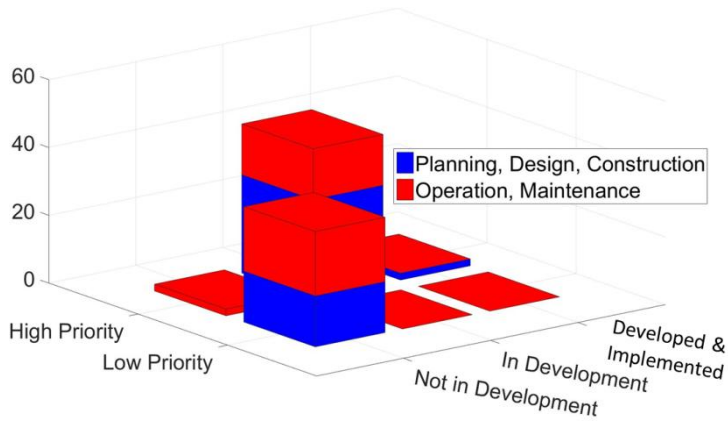 60
40
20
0
High Priority
Low Priority
Planning, Design, Construction
Operation, Maintenance
Not in Development
In Development
Developed &
Implemented